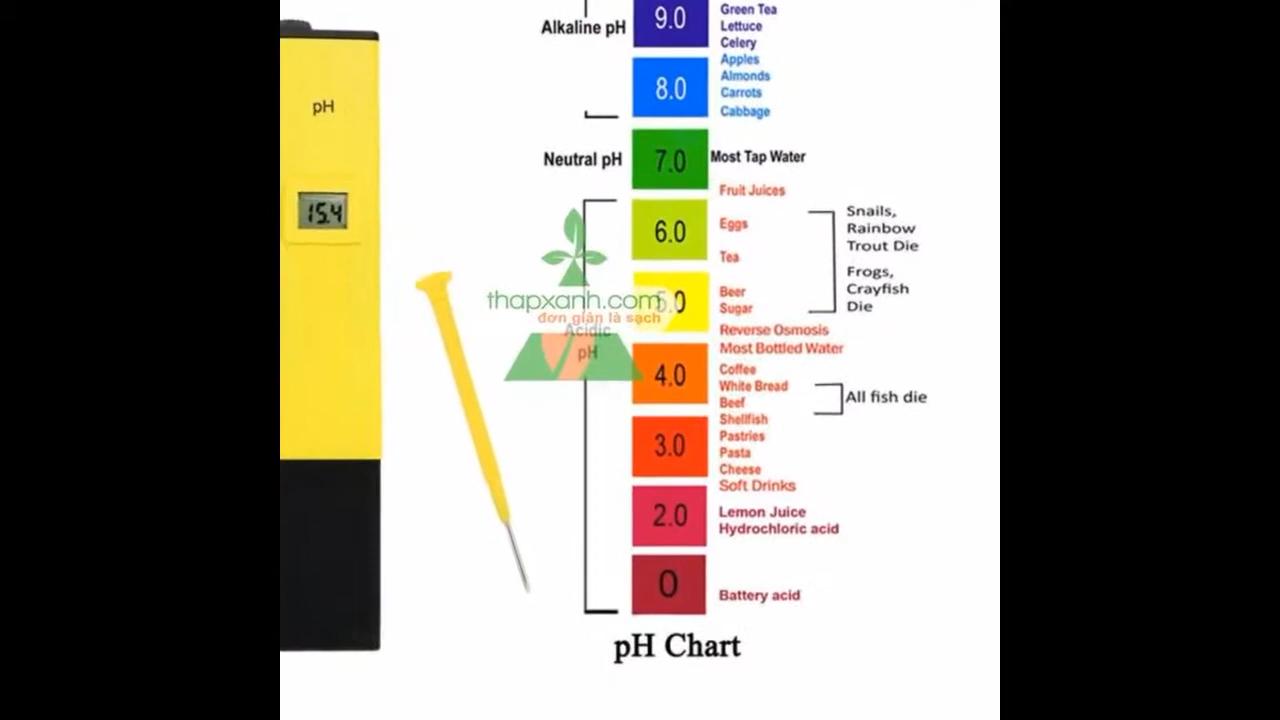 pH
15.4
Alkaline pH
9.0
Green Tea
Lettuce
Celery
8.0
Apples
Almonds
Carrots
Cabbage
Neutral pH
7.0
Most Tap Water
Fruit Juices
6.0
Eggs
Tea
Snails,
Rainbow
Trout Die
Frogs,
Crayfish
Die
thapxanh.com
đơn giản là sạch
5.0
Beer
Sugar
Acidic
pH
Reverse Osmosis
Most Bottled Water
4.0
Coffee
White Bread
Beef
All fish die
Shellfish
3.0
Pastries
Pasta
Cheese
Soft Drinks
2.0
Lemon Juice
Hydrochloric acid
0
Battery acid
pH Chart